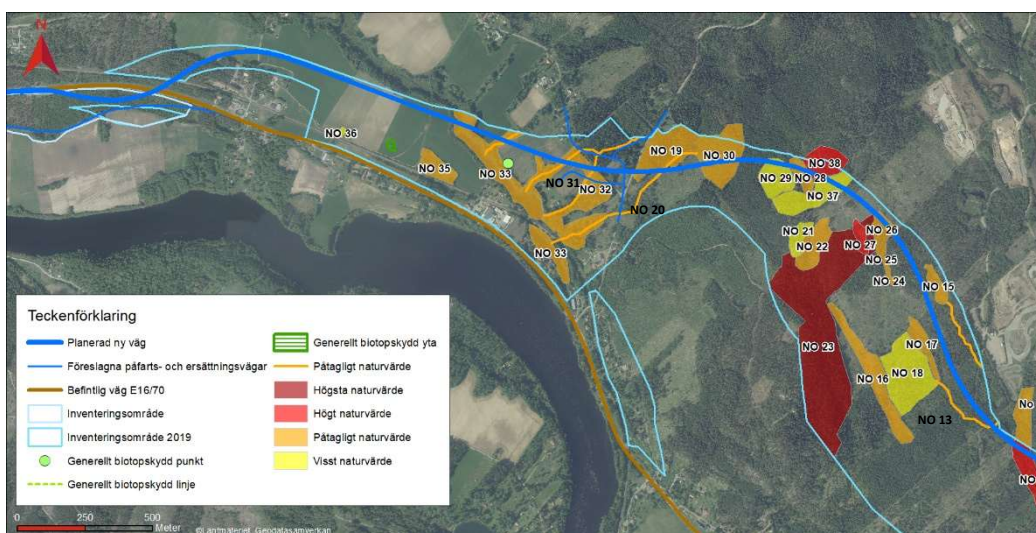 N
NO 36
NO 35
NO 33
NO 31
NO 32
NO 19
NO 30
NO 20
NO 33
NO 38
NO 29
NO 28
NO 37
NO 21
NO 22
NO 26
NO 27
NO 25
NO 24
NO 15
NO 23
NO 17
NO 16
NO 18
NO 13
No
NO
Teckenförklaring
Planerad ny väg
Föreslagna påfarts- och ersättningsvägar
Befintlig väg E16/70
Inventeringsområde
Inventeringsområde 2019
Generellt biotopskydd punkt
Generellt biotopskydd linje
Generellt biotopskydd yta
Påtagligt naturvärde
Högsta naturvärde
Högt naturvärde
Påtagligt naturvärde
Visst naturvärde
0 250 500
Meter
©Lantmäteriet, Geodatasamverkan